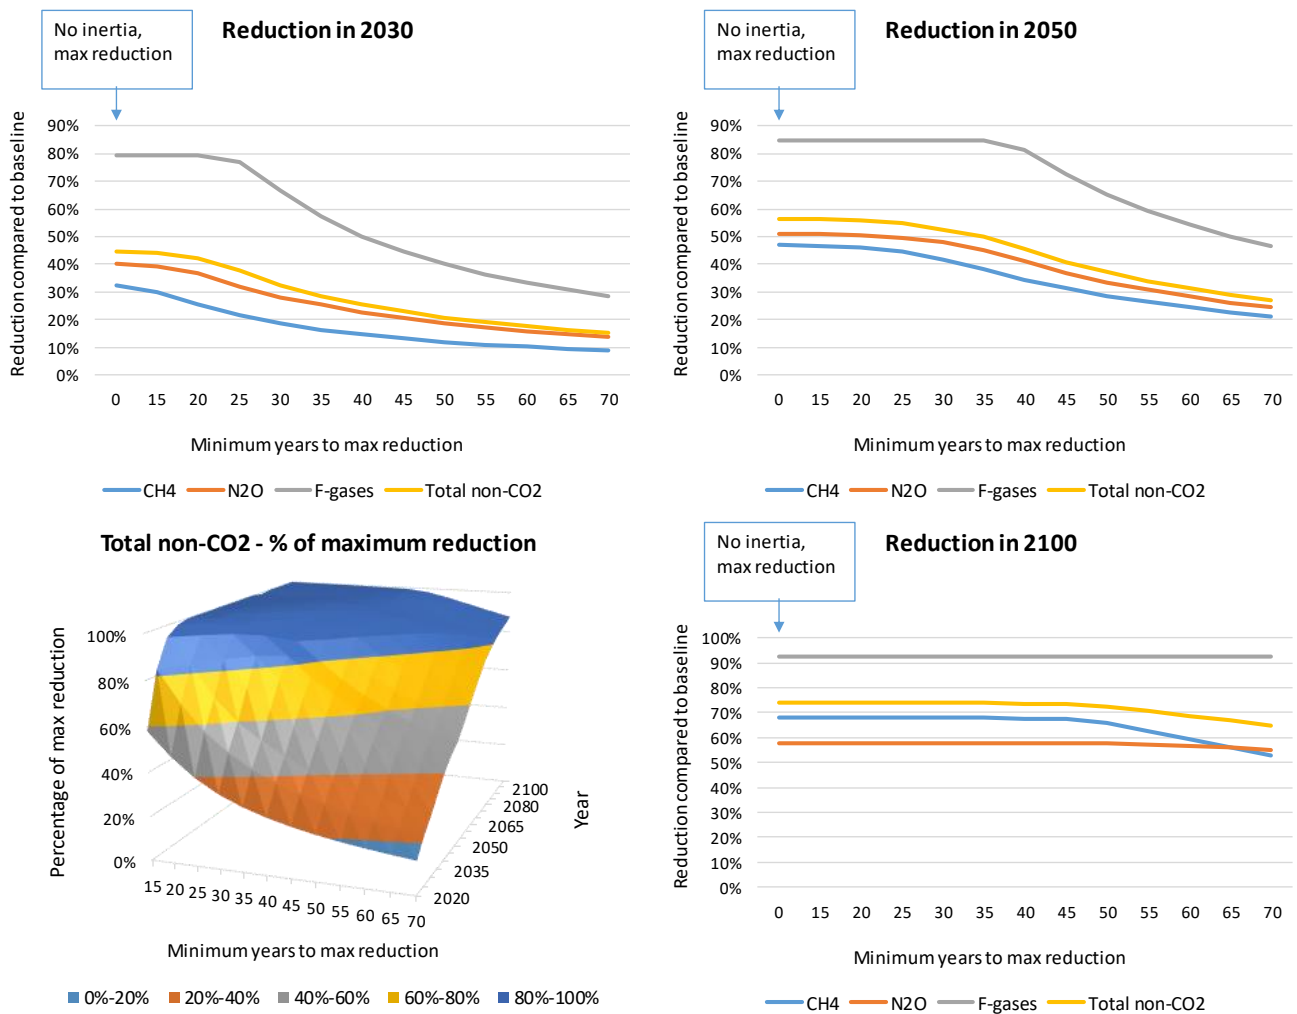 No inertia,
max reduction
Reduction in 2030
Reduction compared to baseline
90%
80%
70%
60%
50%
40%
30%
20%
10%
0%
0 15 20 25 30 35 40 45 50 55 60 65 70
Minimum years to max reduction
CH4 N2O F-gases Total non-CO2
No inertia,
max reduction
Reduction in 2050
Reduction compared to baseline
90%
80%
70%
60%
50%
40%
30%
20%
10%
0%
0 15 20 25 30 35 40 45 50 55 60 65 70
Minimum years to max reduction
CH4 N2O F-gases Total non-CO2
Total non-CO2 - % of maximum reduction
Percentage of max reduction
100%
80%
60%
40%
20%
0%
15 20 25 30 35 40 45 50 55 60 65 70
2100
2080
2065
2050
2035
2020
Year
Minimum years to max reduction
0%-20% 20%-40% 40%-60% 60%-80% 80%-100%
No inertia,
max reduction
Reduction in 2100
Reduction compared to baseline
100%
90%
80%
70%
60%
50%
40%
30%
20%
10%
0%
0 15 20 25 30 35 40 45 50 55 60 65 70
Minimum years to max reduction
CH4 N2O F-gases Total non-CO2